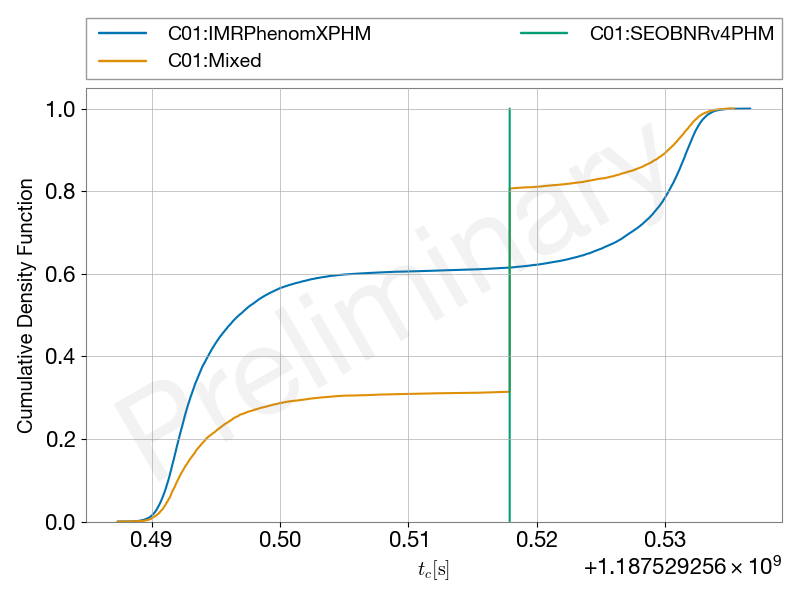 C01:IMRPhenomXPHM
C01:Mixed
C01:SEOBNRv4PHM
Preliminary
Cumulative Density Function
1.0
0.8
0.6
0.4
0.2
0.0
0.49 0.50 0.51 0.52 0.53
t_c[s]
+1.187529256 × 10⁹